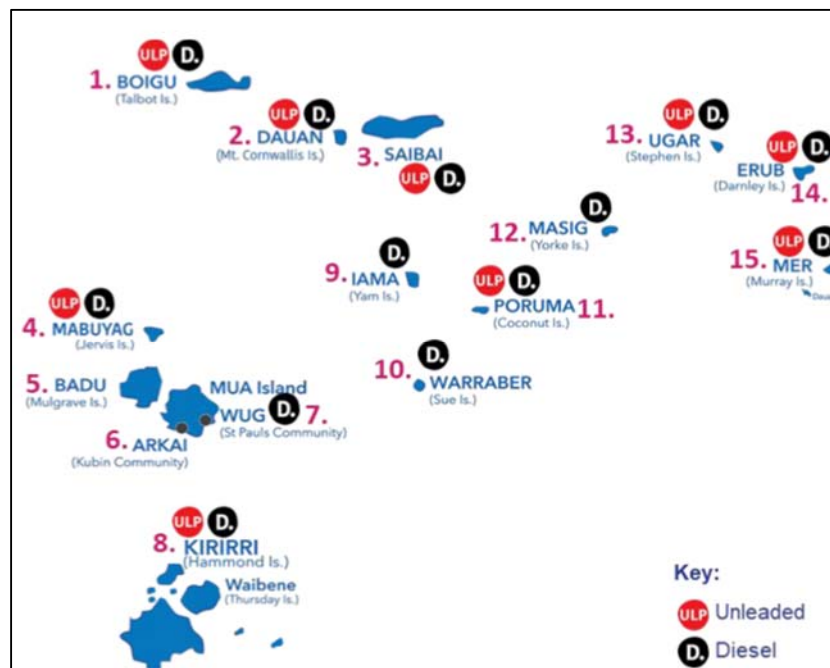 ULP D.
1. BOIGU
(Talbot Is.)
ULP D.
2. DAUAN
(Mt. Cornwallis Is.)
3. SAIBAI
ULP D.
ULP D.
13. UGAR
(Stephen Is.)
ULP D.
ERUB
(Darnley Is.) 14.
D.
12. MASIG
(Yorke Is.)
ULP D.
15. MER
(Murray Is.)
D.
9. IAMA
(Yam Is.)
ULP D.
PORUMA 11.
(Coconut Is.)
ULP D.
4. MABUYAG
(Jervis Is.)
D.
10. WARRABER
(Sue Is.)
5. BADU
(Mulgrave Is.)
MUA Island
WUG D. 7.
(St Pauls Community)
6. ARKAI
(Kubin Community)
ULP D.
8. KIRIRRI
(Hammond Is.)
Waibene
(Thursday Is.)
Key:
ULP Unleaded
D. Diesel